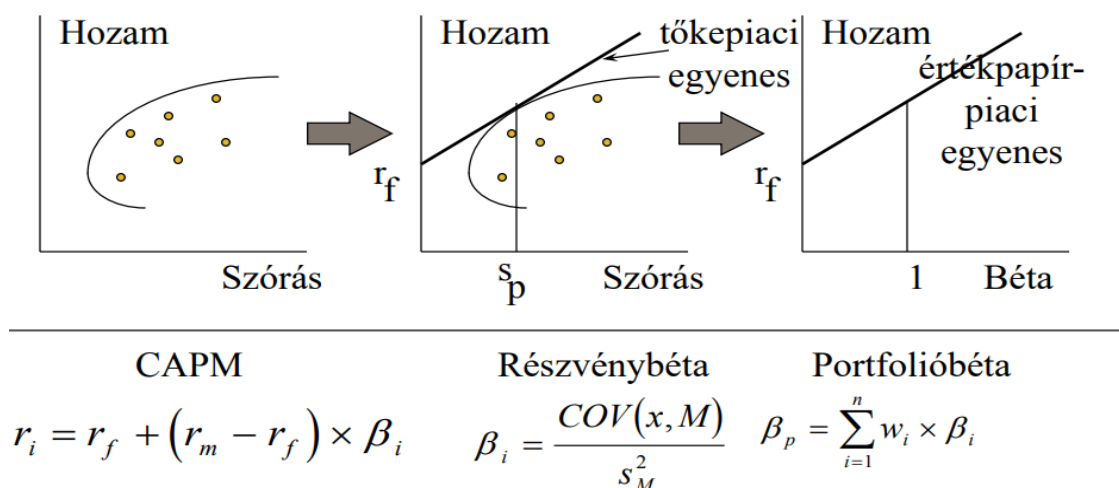 Hozam
Szórás
Hozam
tőkepiaci
egyenes
r_f
s_p
Szórás
Hozam
értékpapír-
piaci
egyenes
r_f
1
Béta
CAPM
r_i = r_f + (r_m − r_f) × β_i
Részvénybéta
β_i = COV(x, M) / s_M^2
Portfolióbéta
β_p = ∑_{i=1}^{n} w_i × β_i